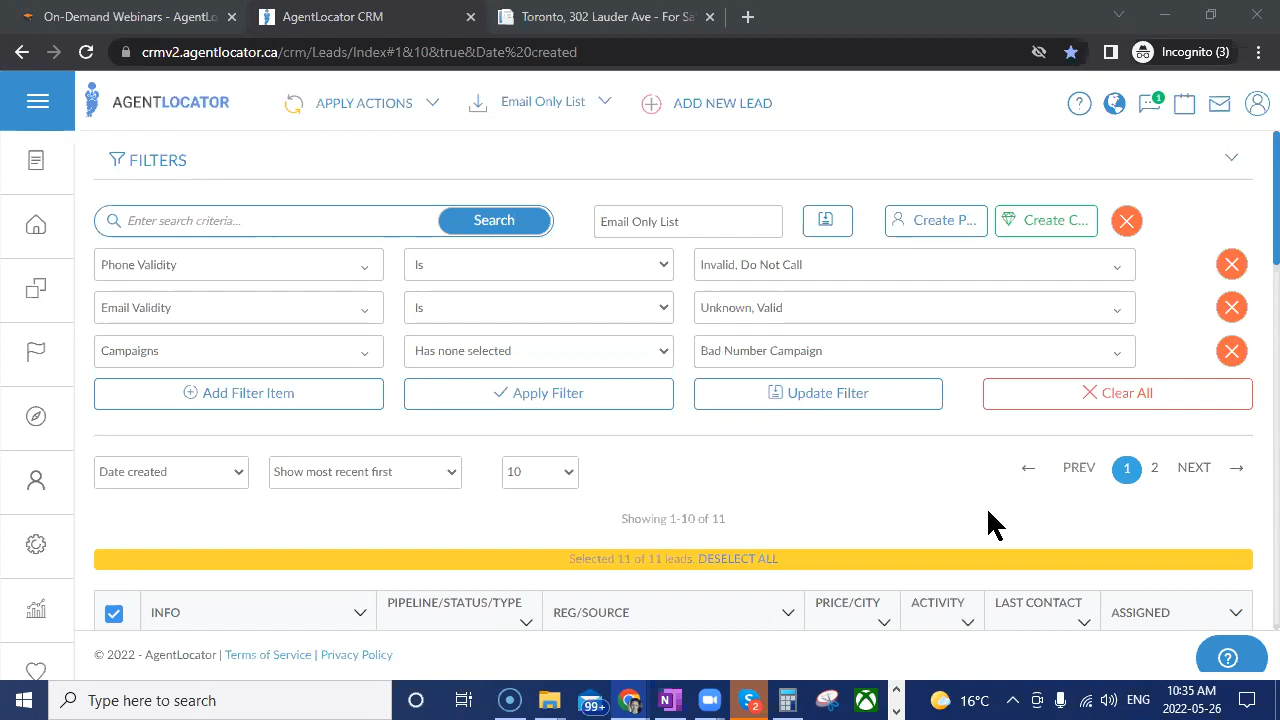 On-Demand Webinars - AgentLo
AgentLocator CRM
Toronto, 302 Lauder Ave - For Sa
crmv2.agentlocator.ca/crm/Leads/Index#1&10&true&Date%20created
Incognito (3)
AGENTLOCATOR
APPLY ACTIONS
Email Only List
ADD NEW LEAD
1
FILTERS
Enter search criteria...
Search
Email Only List
Create P...
Create C...
Phone Validity
Is
Invalid, Do Not Call
Email Validity
Is
Unknown, Valid
Campaigns
Has none selected
Bad Number Campaign
Add Filter Item
Apply Filter
Update Filter
Clear All
Date created
Show most recent first
10
PREV
1
2
NEXT
Showing 1-10 of 11
Selected 11 of 11 leads. DESELECT ALL
INFO
PIPELINE/STATUS/TYPE
REG/SOURCE
PRICE/CITY
ACTIVITY
LAST CONTACT
ASSIGNED
© 2022 - AgentLocator | Terms of Service | Privacy Policy
Type here to search
99+
2
16°C
ENG
10:35 AM
2022-05-26